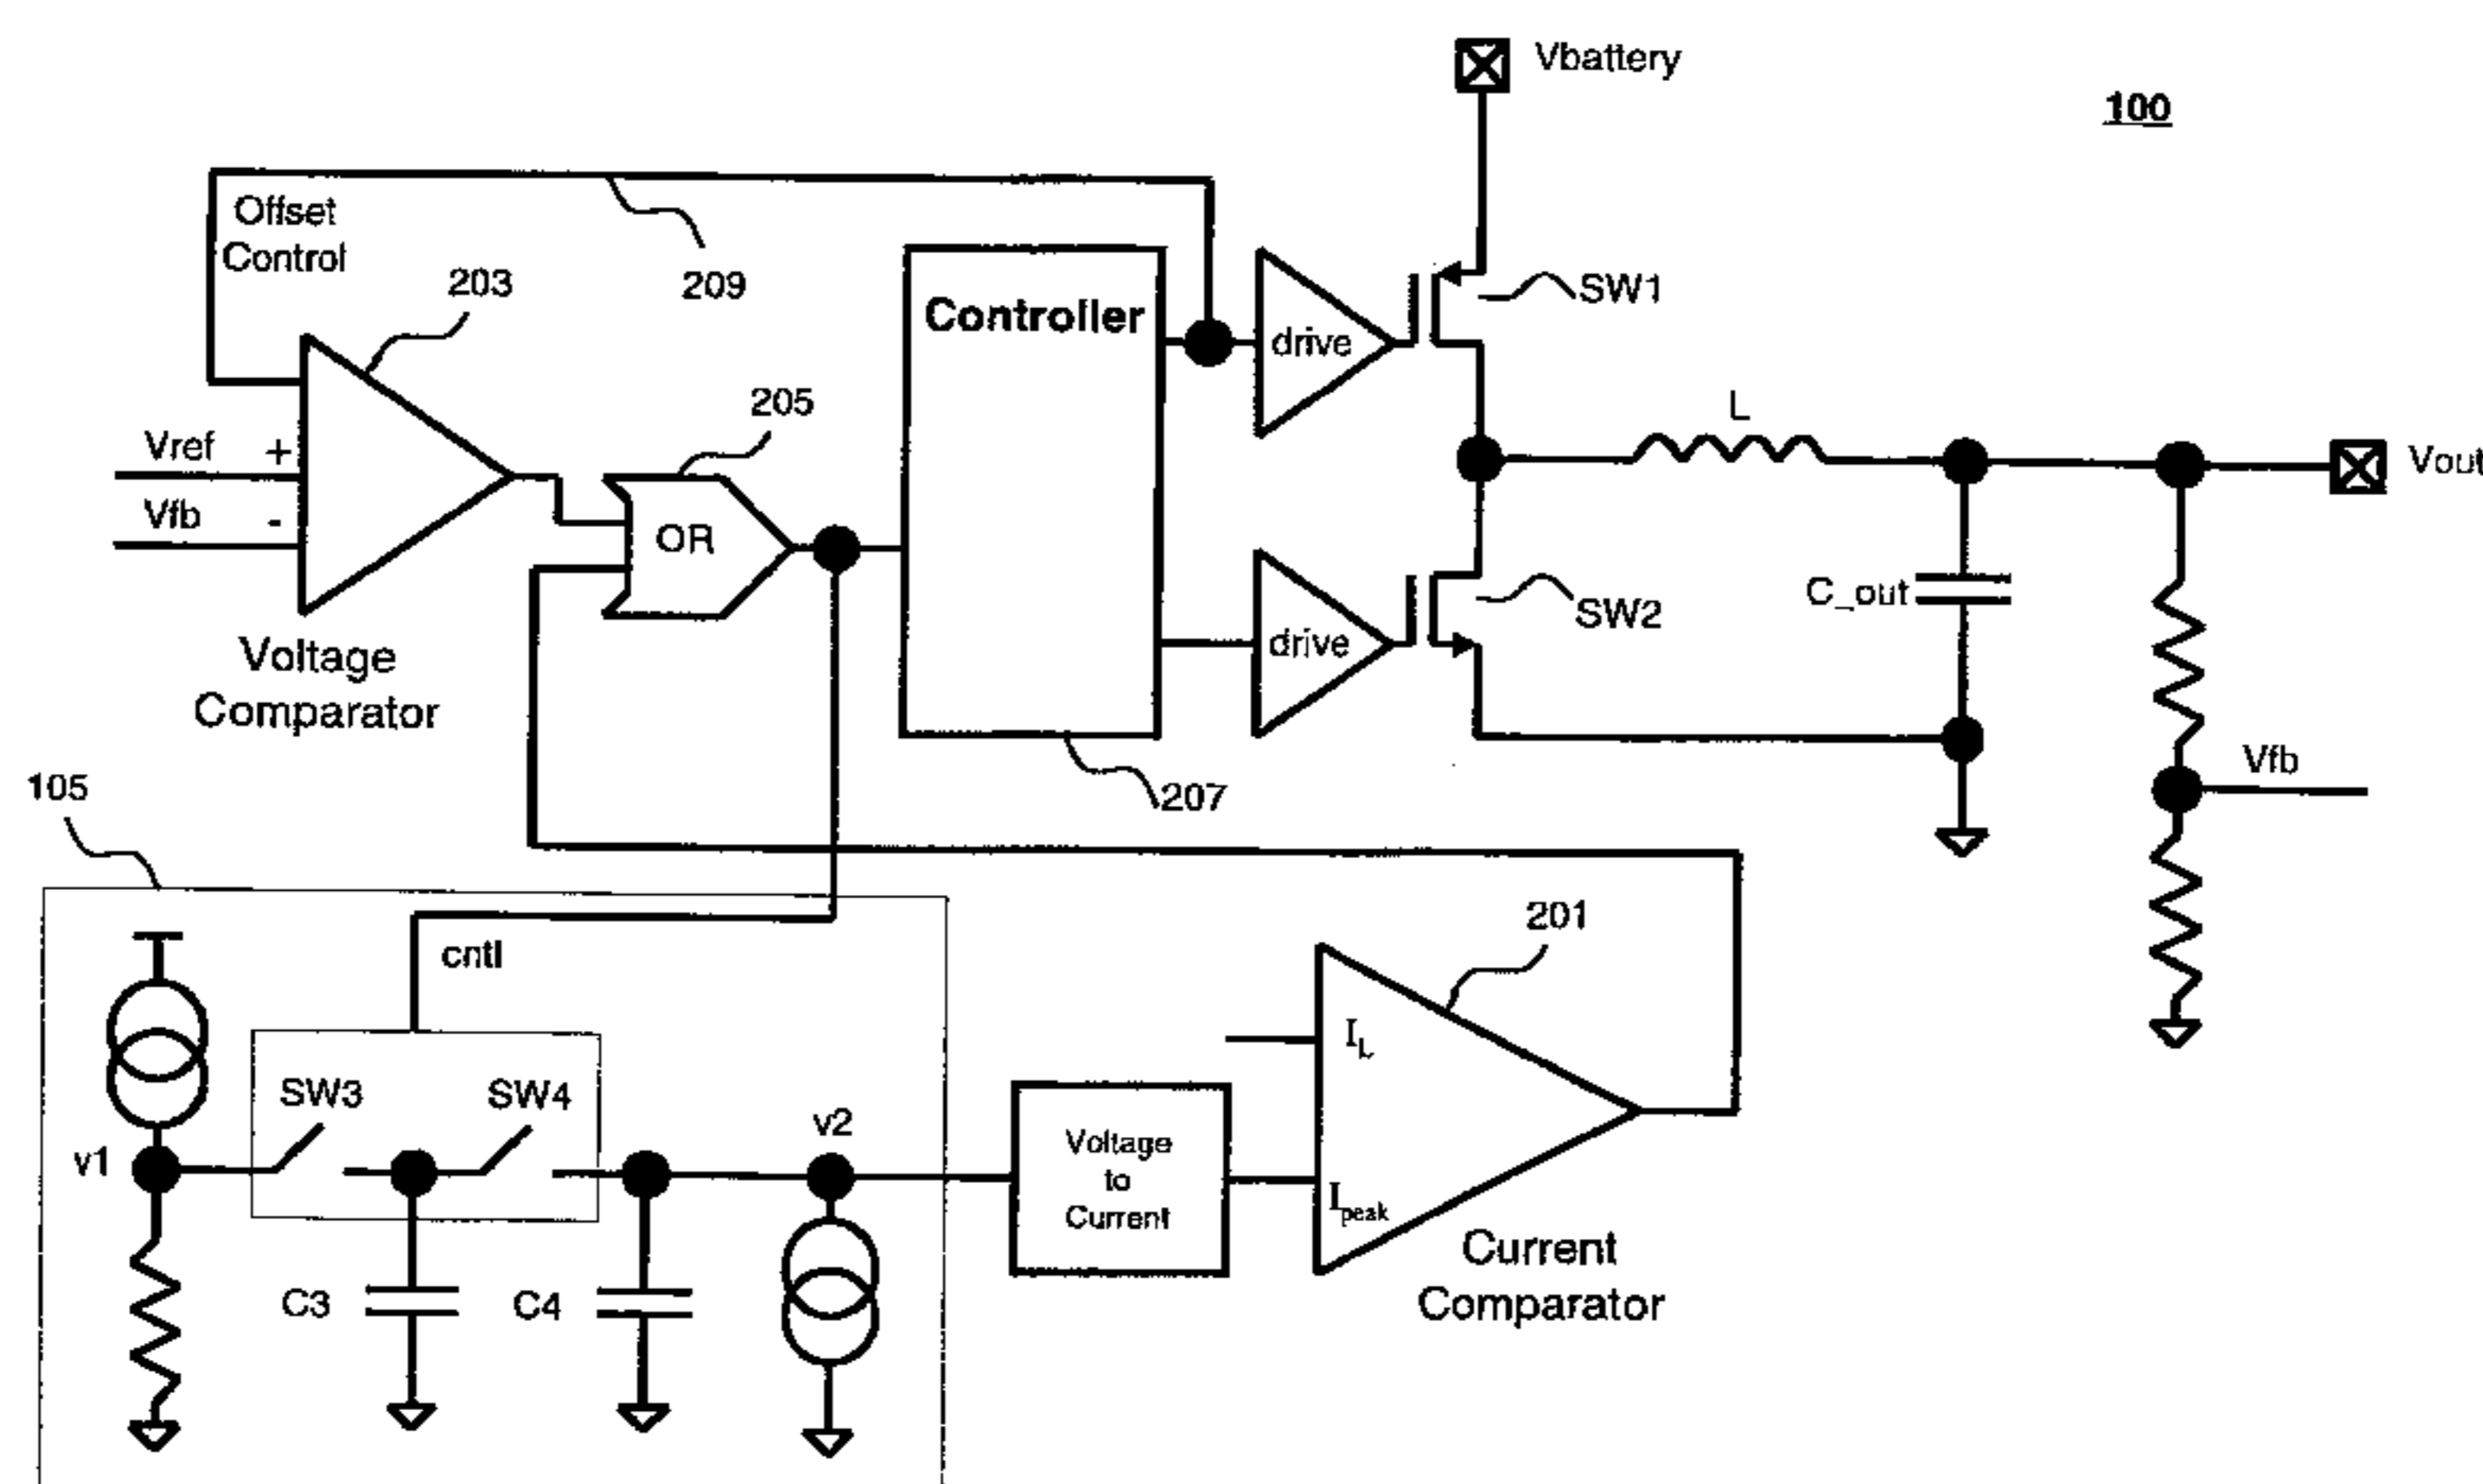 Vbattery
100
Offset
Control
209
203
Controller
drive
SW1
Vref
+
Vfb
-
205
OR
L
Vout
drive
SW2
C_out
Voltage
Comparator
207
Vfb
105
cntl
201
SW3
SW4
v1
v2
Voltage
to
Current
IL
Ipeak
C3
C4
Current
Comparator